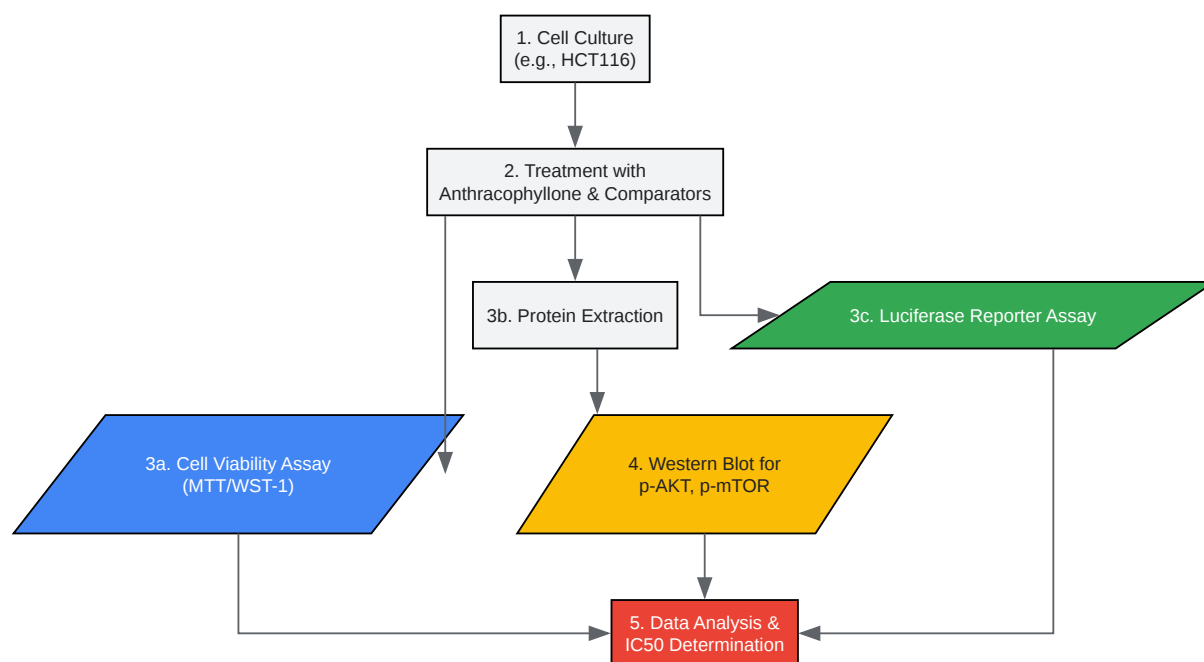 1. Cell Culture
(e.g., HCT116)
2. Treatment with
Anthracophyllone & Comparators
3b. Protein Extraction
3c. Luciferase Reporter Assay
3a. Cell Viability Assay
(MTT/WST-1)
4. Western Blot for
p-AKT, p-mTOR
5. Data Analysis &
IC50 Determination